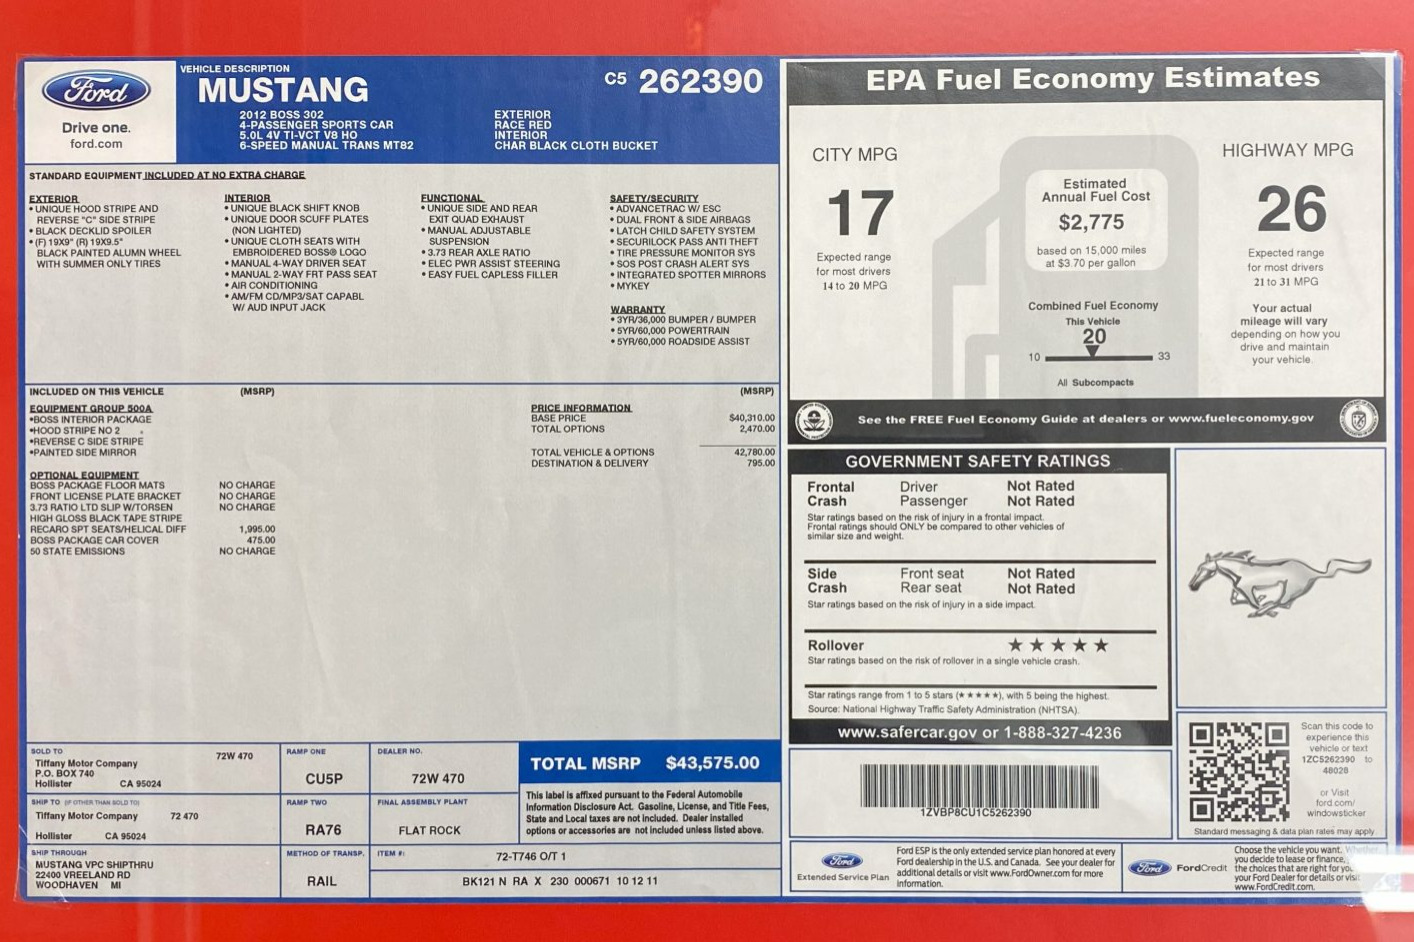 Ford
Drive one.
ford.com
VEHICLE DESCRIPTION
MUSTANG
2012 BOSS 302
4-PASSENGER SPORTS CAR
5.0L 4V TI-VCT V8 HO
6-SPEED MANUAL TRANS MT82
C5 262390
EXTERIOR
RACE RED
INTERIOR
CHAR BLACK CLOTH BUCKET
STANDARD EQUIPMENT INCLUDED AT NO EXTRA CHARGE
EXTERIOR
• UNIQUE HOOD STRIPE AND
REVERSE "C" SIDE STRIPE
• BLACK DECKLID SPOILER
• (F) 19X9" (R) 19X9.5"
BLACK PAINTED ALUMN WHEEL
WITH SUMMER ONLY TIRES
INTERIOR
• UNIQUE BLACK SHIFT KNOB
• UNIQUE DOOR SCUFF PLATES
(NON LIGHTED)
• UNIQUE CLOTH SEATS WITH
EMBROIDERED BOSS® LOGO
• MANUAL 4-WAY DRIVER SEAT
• MANUAL 2-WAY FRT PASS SEAT
• AIR CONDITIONING
• AM/FM CD/MP3/SAT CAPABL
W/ AUD INPUT JACK
FUNCTIONAL
• UNIQUE SIDE AND REAR
EXIT QUAD EXHAUST
• MANUAL ADJUSTABLE
SUSPENSION
• 3.73 REAR AXLE RATIO
• ELEC PWR ASSIST STEERING
• EASY FUEL CAPLESS FILLER
SAFETY/SECURITY
• ADVANCETRAC W/ ESC
• DUAL FRONT & SIDE AIRBAGS
• LATCH CHILD SAFETY SYSTEM
• SECURILOCK PASS ANTI THEFT
• TIRE PRESSURE MONITOR SYS
• SOS POST CRASH ALERT SYS
• INTEGRATED SPOTTER MIRRORS
• MYKEY
WARRANTY
• 3YR/36,000 BUMPER / BUMPER
• 5YR/60,000 POWERTRAIN
• 5YR/60,000 ROADSIDE ASSIST
INCLUDED ON THIS VEHICLE (MSRP)
EQUIPMENT GROUP 500A
•BOSS INTERIOR PACKAGE
•HOOD STRIPE NO 2
•REVERSE C SIDE STRIPE
•PAINTED SIDE MIRROR
OPTIONAL EQUIPMENT
BOSS PACKAGE FLOOR MATS NO CHARGE
FRONT LICENSE PLATE BRACKET NO CHARGE
3.73 RATIO LTD SLIP W/TORSEN NO CHARGE
HIGH GLOSS BLACK TAPE STRIPE
RECARO SPT SEATS/HELICAL DIFF 1,995.00
BOSS PACKAGE CAR COVER 475.00
50 STATE EMISSIONS NO CHARGE
(MSRP)
PRICE INFORMATION
BASE PRICE $40,310.00
TOTAL OPTIONS 2,470.00
TOTAL VEHICLE & OPTIONS 42,780.00
DESTINATION & DELIVERY 795.00
SOLD TO
72W 470
Tiffany Motor Company
P.O. BOX 740
Hollister CA 95024
SHIP TO (IF OTHER THAN SOLD TO)
Tiffany Motor Company 72 470
Hollister CA 95024
SHIP THROUGH
MUSTANG VPC SHIPTHRU
22400 VREELAND RD
WOODHAVEN MI
RAMP ONE
CU5P
RAMP TWO
RA76
METHOD OF TRANSP.
RAIL
DEALER NO.
72W 470
FINAL ASSEMBLY PLANT
FLAT ROCK
ITEM #:
72-T746 O/T 1
BK121 N RA X 230 000671 10 12 11
TOTAL MSRP $43,575.00
This label is affixed pursuant to the Federal Automobile
Information Disclosure Act. Gasoline, License, and Title Fees,
State and Local taxes are not included. Dealer installed
options or accessories are not included unless listed above.
EPA Fuel Economy Estimates
CITY MPG
17
Expected range
for most drivers
14 to 20 MPG
Estimated
Annual Fuel Cost
$2,775
based on 15,000 miles
at $3.70 per gallon
Combined Fuel Economy
This Vehicle
20
10 33
All Subcompacts
HIGHWAY MPG
26
Expected range
for most drivers
21 to 31 MPG
Your actual
mileage will vary
depending on how you
drive and maintain
your vehicle.
See the FREE Fuel Economy Guide at dealers or www.fueleconomy.gov
GOVERNMENT SAFETY RATINGS
Frontal Driver Not Rated
Crash Passenger Not Rated
Star ratings based on the risk of injury in a frontal impact.
Frontal ratings should ONLY be compared to other vehicles of
similar size and weight.
Side Front seat Not Rated
Crash Rear seat Not Rated
Star ratings based on the risk of injury in a side impact.
Rollover ★★★★★
Star ratings based on the risk of rollover in a single vehicle crash.
Star ratings range from 1 to 5 stars (★★★★★), with 5 being the highest.
Source: National Highway Traffic Safety Administration (NHTSA).
www.safercar.gov or 1-888-327-4236
1ZVBP8CU1C5262390
Scan this code to
experience this
vehicle or text
1ZC5262390 to
48028
or Visit
ford.com/
windowsticker
Standard messaging & data plan rates may apply
Ford
Extended Service Plan
Ford ESP is the only extended service plan honored at every
Ford dealership in the U.S. and Canada. See your dealer for
additional details or visit www.FordOwner.com for more
information.
Ford FordCredit
Choose the vehicle you want. Whether
you decide to lease or finance,
the choices that are right for you
your Ford Dealer for details or visit
www.FordCredit.com.